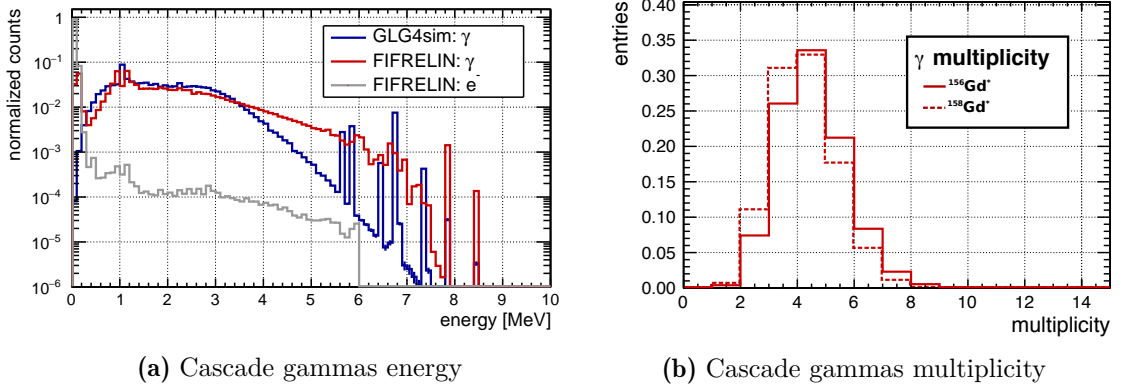 normalized counts
1
10⁻¹
10⁻²
10⁻³
10⁻⁴
10⁻⁵
10⁻⁶
GLG4sim: γ
FIFRELIN: γ
FIFRELIN: e⁻
0 1 2 3 4 5 6 7 8 9 10
energy [MeV]
(a) Cascade gammas energy
entries
0.40
0.35
0.30
0.25
0.20
0.15
0.10
0.05
0.00
γ multiplicity
¹⁵⁶Gd*
¹⁵⁸Gd*
0 2 4 6 8 10 12 14
multiplicity
(b) Cascade gammas multiplicity